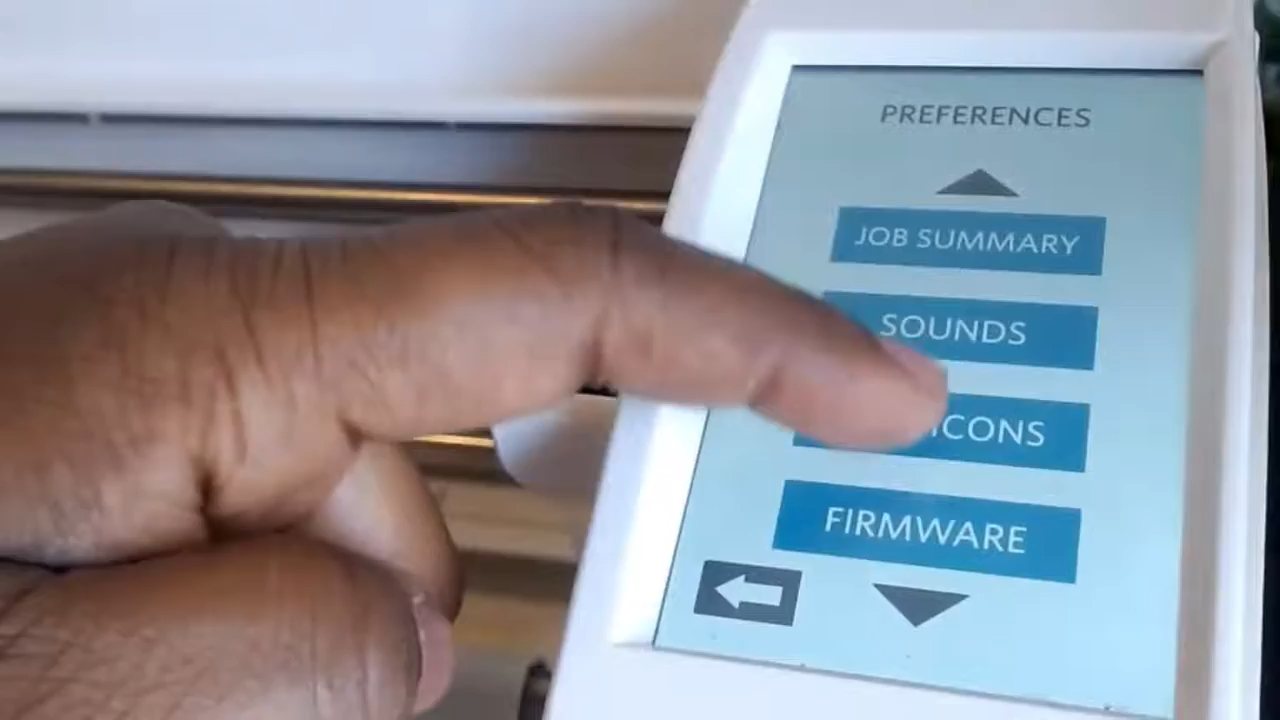 PREFERENCES
JOB SUMMARY
SOUNDS
ICONS
FIRMWARE